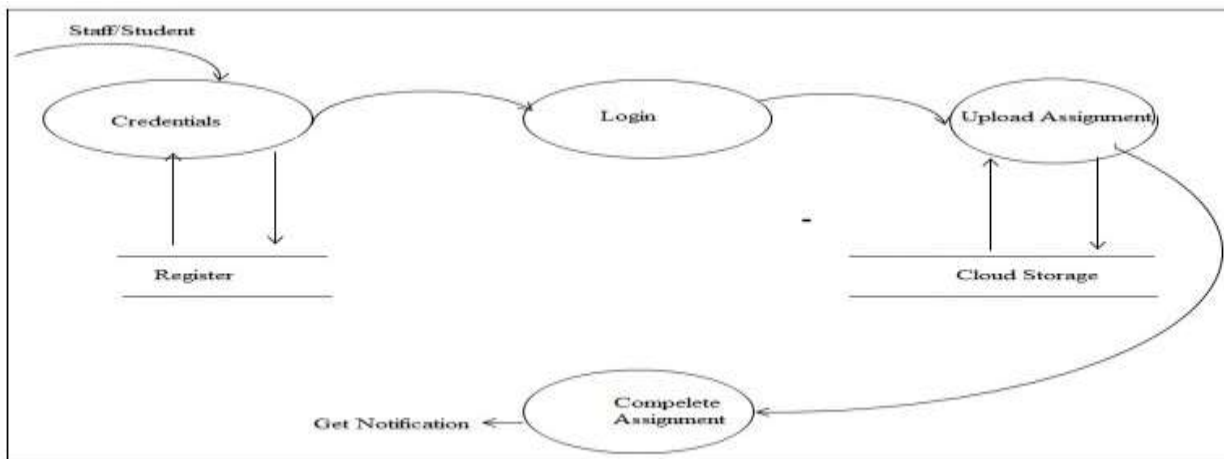 Staff/Student
Credentials
Login
Upload Assignment
Register
Cloud Storage
Compelete
Assignment
Get Notification